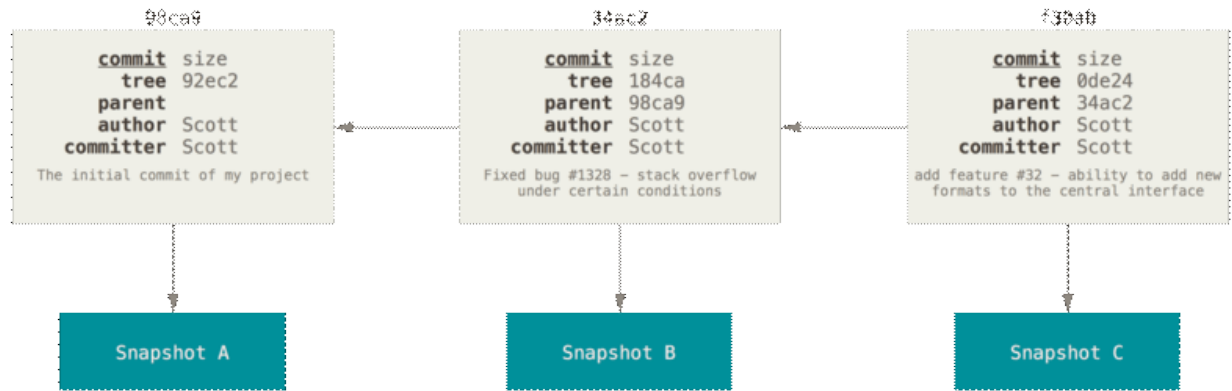 98ca9
commit size
tree 92ec2
parent
author Scott
committer Scott
The initial commit of my project
Snapshot A
34ac2
commit size
tree 184ca
parent 98ca9
author Scott
committer Scott
Fixed bug #1328 – stack overflow
under certain conditions
Snapshot B
f30ab
commit size
tree 0de24
parent 34ac2
author Scott
committer Scott
add feature #32 – ability to add new
formats to the central interface
Snapshot C